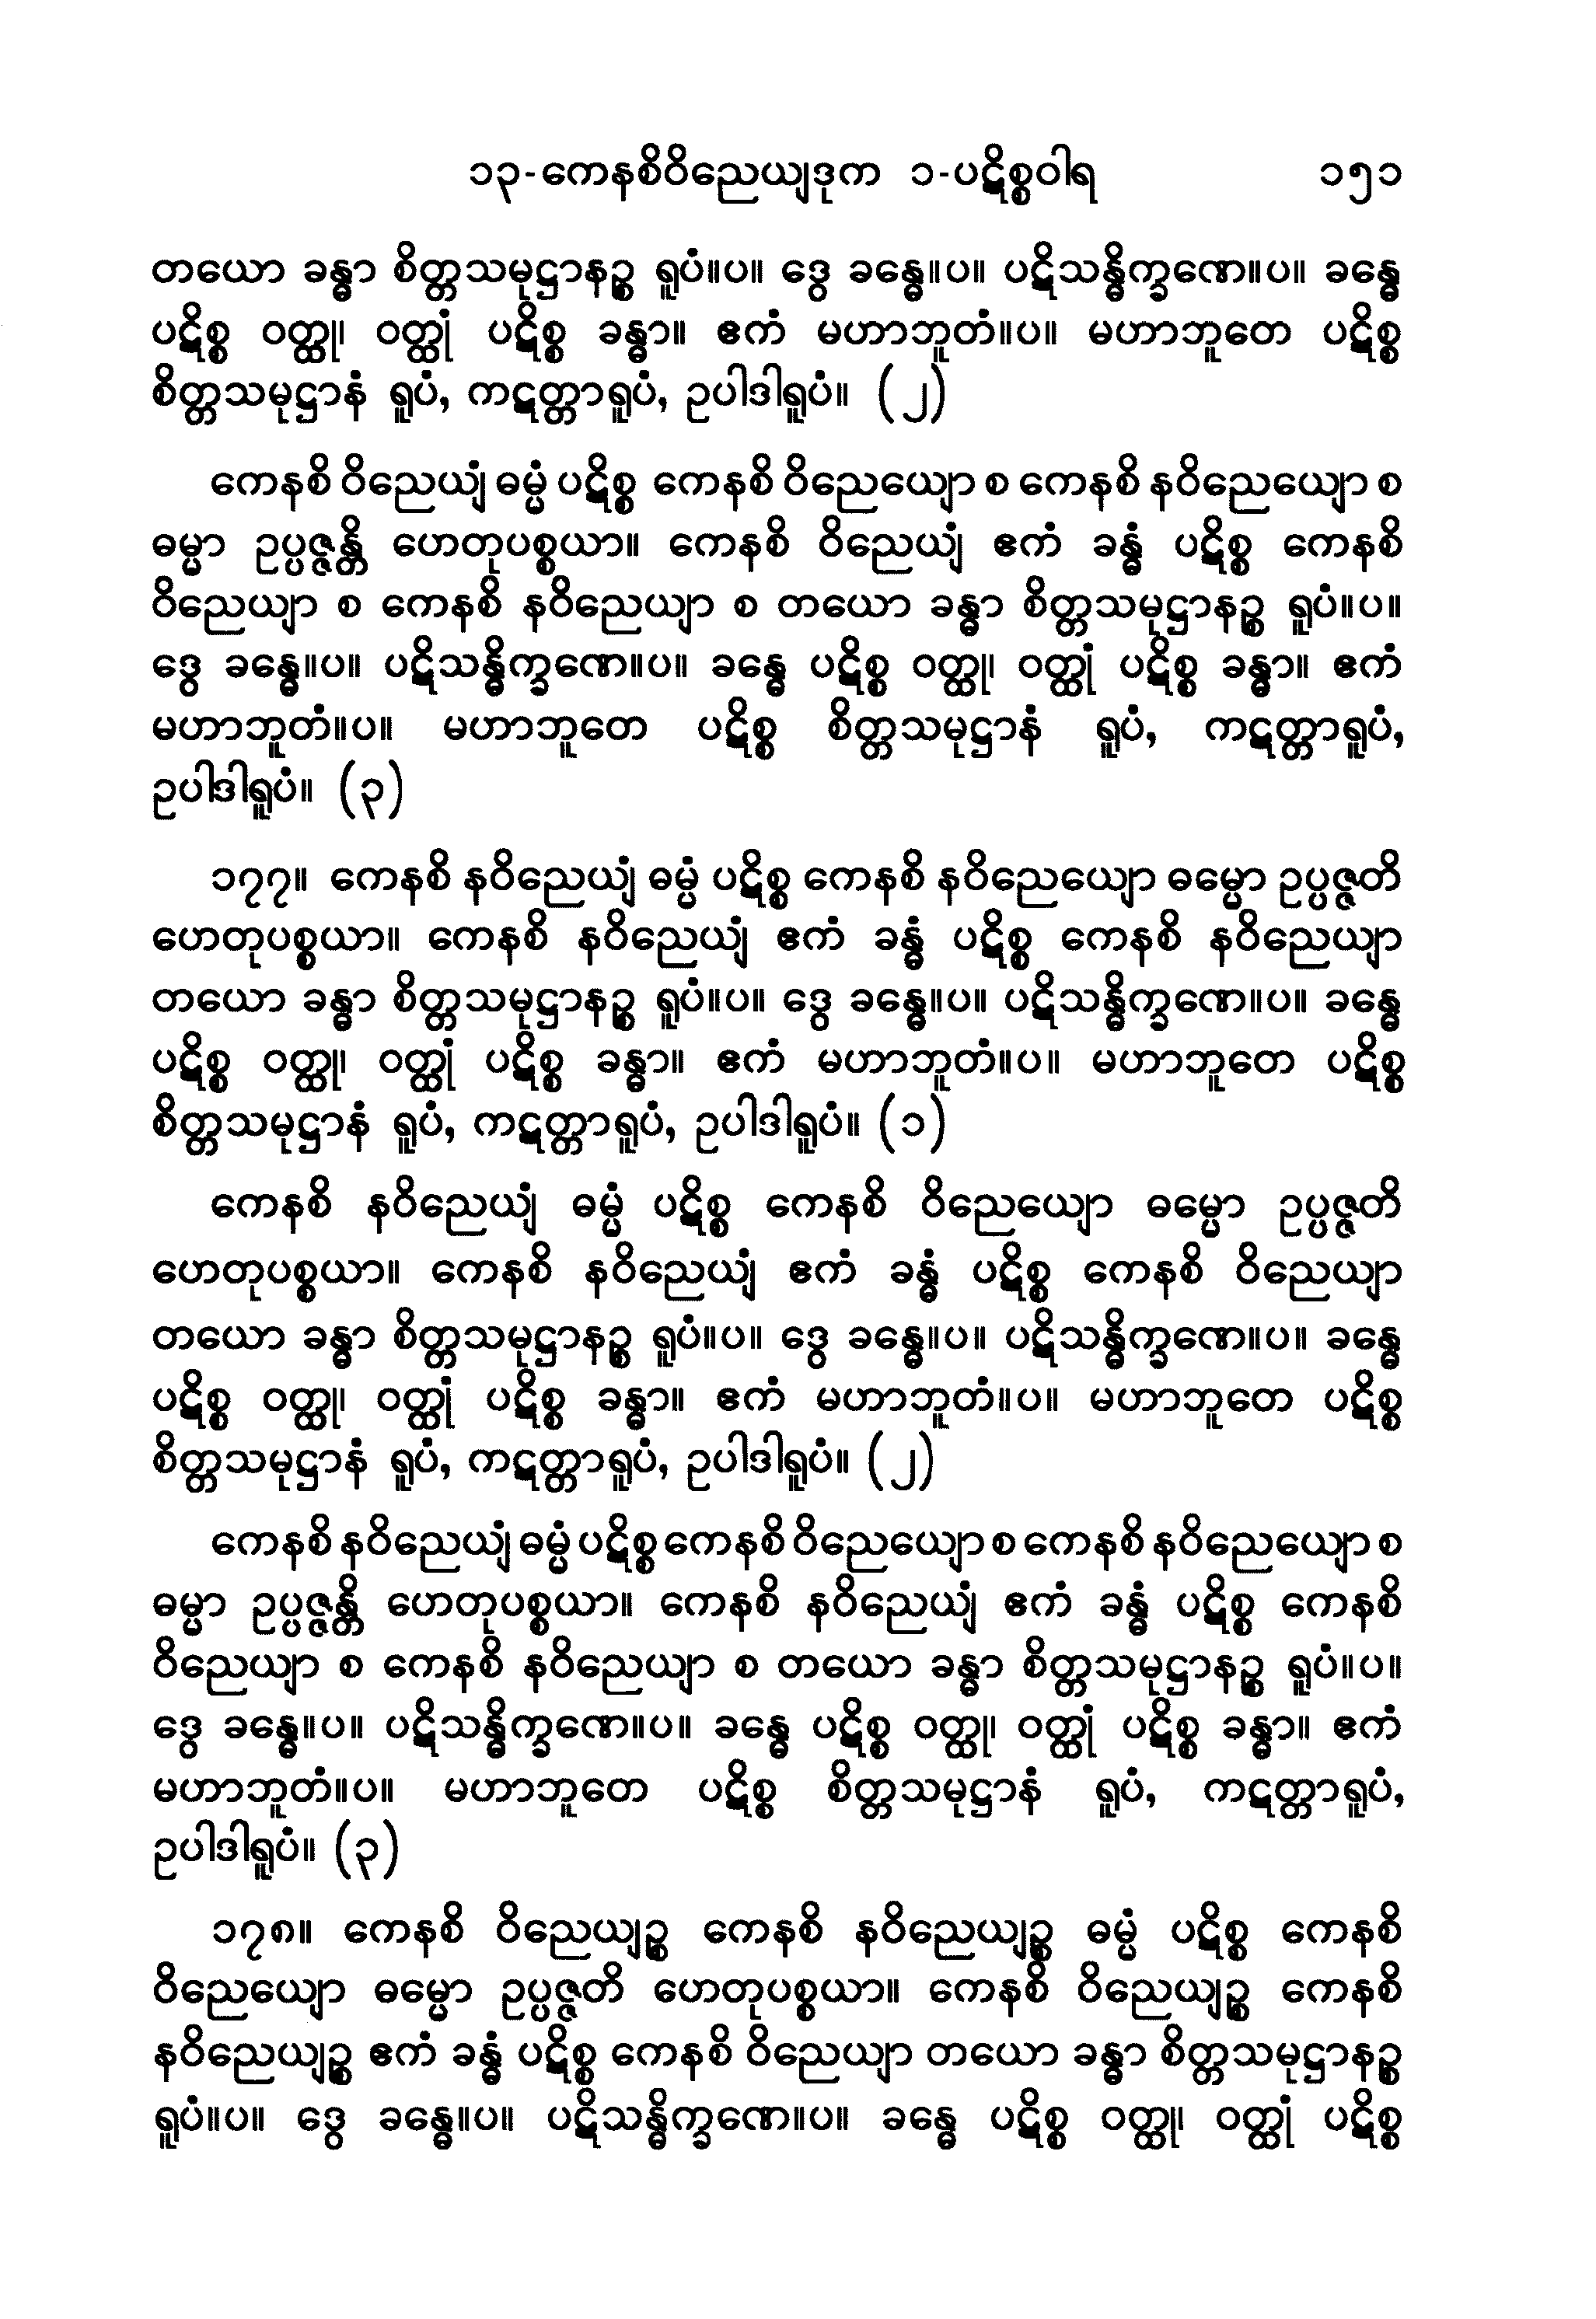 ၁၃-ကေနစိဝိညေယျဒုက ၁-ပဋိစ္စဝါရ ၁၅၁
တယော ခန္ဓာ စိတ္တသမုဋ္ဌာနဉ္စ ရူပံ။ပ။ ဒွေ ခန္ဓေ။ပ။ ပဋိသန္ဓိက္ခဏေ။ပ။ ခန္ဓေ
ပဋိစ္စ ဝတ္ထု၊ ဝတ္ထုံ ပဋိစ္စ ခန္ဓာ။ ဧကံ မဟာဘူတံ။ပ။ မဟာဘူတေ ပဋိစ္စ
စိတ္တသမုဋ္ဌာနံ ရူပံ, ကဋတ္တာရူပံ, ဥပါဒါရူပံ။ (၂)
ကေနစိ ဝိညေယျံ ဓမ္မံ ပဋိစ္စ ကေနစိ ဝိညေယျော စ ကေနစိ နဝိညေယျော စ
ဓမ္မာ ဥပ္ပဇ္ဇန္တိ ဟေတုပစ္စယာ။ ကေနစိ ဝိညေယျံ ဧကံ ခန္ဓံ ပဋိစ္စ ကေနစိ
ဝိညေယျာ စ ကေနစိ နဝိညေယျာ စ တယော ခန္ဓာ စိတ္တသမုဋ္ဌာနဉ္စ ရူပံ။ပ။
ဒွေ ခန္ဓေ။ပ။ ပဋိသန္ဓိက္ခဏေ။ပ။ ခန္ဓေ ပဋိစ္စ ဝတ္ထု၊ ဝတ္ထုံ ပဋိစ္စ ခန္ဓာ။ ဧကံ
မဟာဘူတံ။ပ။ မဟာဘူတေ ပဋိစ္စ စိတ္တသမုဋ္ဌာနံ ရူပံ, ကဋတ္တာရူပံ,
ဥပါဒါရူပံ။ (၃)
၁၇၇။ ကေနစိ နဝိညေယျံ ဓမ္မံ ပဋိစ္စ ကေနစိ နဝိညေယျော ဓမ္မော ဥပ္ပဇ္ဇတိ
ဟေတုပစ္စယာ။ ကေနစိ နဝိညေယျံ ဧကံ ခန္ဓံ ပဋိစ္စ ကေနစိ နဝိညေယျာ
တယော ခန္ဓာ စိတ္တသမုဋ္ဌာနဉ္စ ရူပံ။ပ။ ဒွေ ခန္ဓေ။ပ။ ပဋိသန္ဓိက္ခဏေ။ပ။ ခန္ဓေ
ပဋိစ္စ ဝတ္ထု၊ ဝတ္ထုံ ပဋိစ္စ ခန္ဓာ။ ဧကံ မဟာဘူတံ။ပ။ မဟာဘူတေ ပဋိစ္စ
စိတ္တသမုဋ္ဌာနံ ရူပံ, ကဋတ္တာရူပံ, ဥပါဒါရူပံ။ (၁)
ကေနစိ နဝိညေယျံ ဓမ္မံ ပဋိစ္စ ကေနစိ ဝိညေယျော ဓမ္မော ဥပ္ပဇ္ဇတိ
ဟေတုပစ္စယာ။ ကေနစိ နဝိညေယျံ ဧကံ ခန္ဓံ ပဋိစ္စ ကေနစိ ဝိညေယျာ
တယော ခန္ဓာ စိတ္တသမုဋ္ဌာနဉ္စ ရူပံ။ပ။ ဒွေ ခန္ဓေ။ပ။ ပဋိသန္ဓိက္ခဏေ။ပ။ ခန္ဓေ
ပဋိစ္စ ဝတ္ထု၊ ဝတ္ထုံ ပဋိစ္စ ခန္ဓာ။ ဧကံ မဟာဘူတံ။ပ။ မဟာဘူတေ ပဋိစ္စ
စိတ္တသမုဋ္ဌာနံ ရူပံ, ကဋတ္တာရူပံ, ဥပါဒါရူပံ။ (၂)
ကေနစိ နဝိညေယျံ ဓမ္မံ ပဋိစ္စ ကေနစိ ဝိညေယျော စ ကေနစိ နဝိညေယျော စ
ဓမ္မာ ဥပ္ပဇ္ဇန္တိ ဟေတုပစ္စယာ။ ကေနစိ နဝိညေယျံ ဧကံ ခန္ဓံ ပဋိစ္စ ကေနစိ
ဝိညေယျာ စ ကေနစိ နဝိညေယျာ စ တယော ခန္ဓာ စိတ္တသမုဋ္ဌာနဉ္စ ရူပံ။ပ။
ဒွေ ခန္ဓေ။ပ။ ပဋိသန္ဓိက္ခဏေ။ပ။ ခန္ဓေ ပဋိစ္စ ဝတ္ထု၊ ဝတ္ထုံ ပဋိစ္စ ခန္ဓာ။ ဧကံ
မဟာဘူတံ။ပ။ မဟာဘူတေ ပဋိစ္စ စိတ္တသမုဋ္ဌာနံ ရူပံ, ကဋတ္တာရူပံ,
ဥပါဒါရူပံ။ (၃)
၁၇၈။ ကေနစိ ဝိညေယျဉ္စ ကေနစိ နဝိညေယျဉ္စ ဓမ္မံ ပဋိစ္စ ကေနစိ
ဝိညေယျော ဓမ္မော ဥပ္ပဇ္ဇတိ ဟေတုပစ္စယာ။ ကေနစိ ဝိညေယျဉ္စ ကေနစိ
နဝိညေယျဉ္စ ဧကံ ခန္ဓံ ပဋိစ္စ ကေနစိ ဝိညေယျာ တယော ခန္ဓာ စိတ္တသမုဋ္ဌာနဉ္စ
ရူပံ။ပ။ ဒွေ ခန္ဓေ။ပ။ ပဋိသန္ဓိက္ခဏေ။ပ။ ခန္ဓေ ပဋိစ္စ ဝတ္ထု၊ ဝတ္ထုံ ပဋိစ္စ